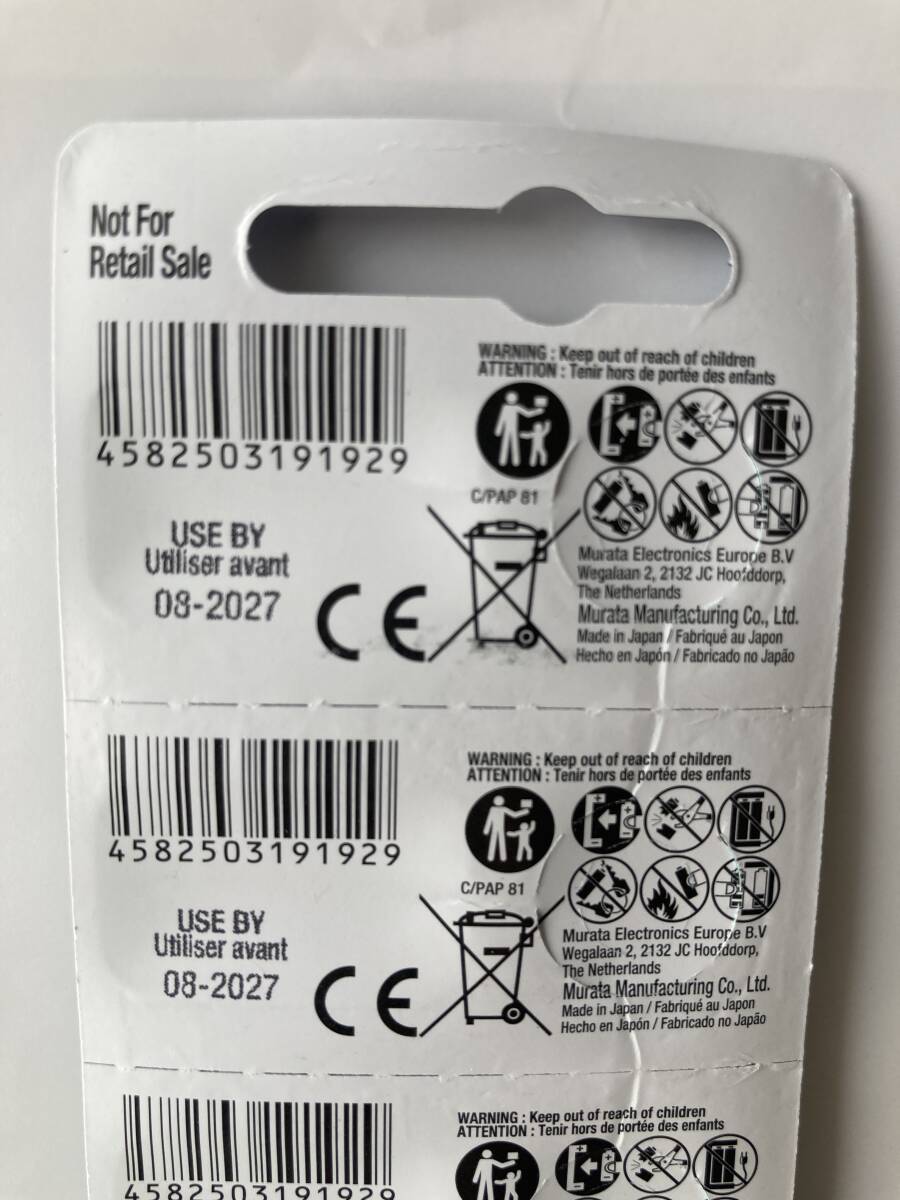 Not For
Retail Sale
4582503191929
USE BY
Utiliser avant
08-2027
CE
WARNING : Keep out of reach of children
ATTENTION : Tenir hors de portée des enfants
C/PAP 81
Murata Electronics Europe B.V
Wegalaan 2, 2132 JC Hoofddorp,
The Netherlands
Murata Manufacturing Co., Ltd.
Made in Japan / Fabriqué au Japon
Hecho en Japón / Fabricado no Japão
4582503191929
USE BY
Utiliser avant
08-2027
CE
WARNING : Keep out of reach of children
ATTENTION : Tenir hors de portée des enfants
C/PAP 81
Murata Electronics Europe B.V
Wegalaan 2, 2132 JC Hoofddorp,
The Netherlands
Murata Manufacturing Co., Ltd.
Made in Japan / Fabriqué au Japon
Hecho en Japón / Fabricado no Japão
4582503191929
WARNING : Keep out of reach of children
ATTENTION : Tenir hors de portée des enfants